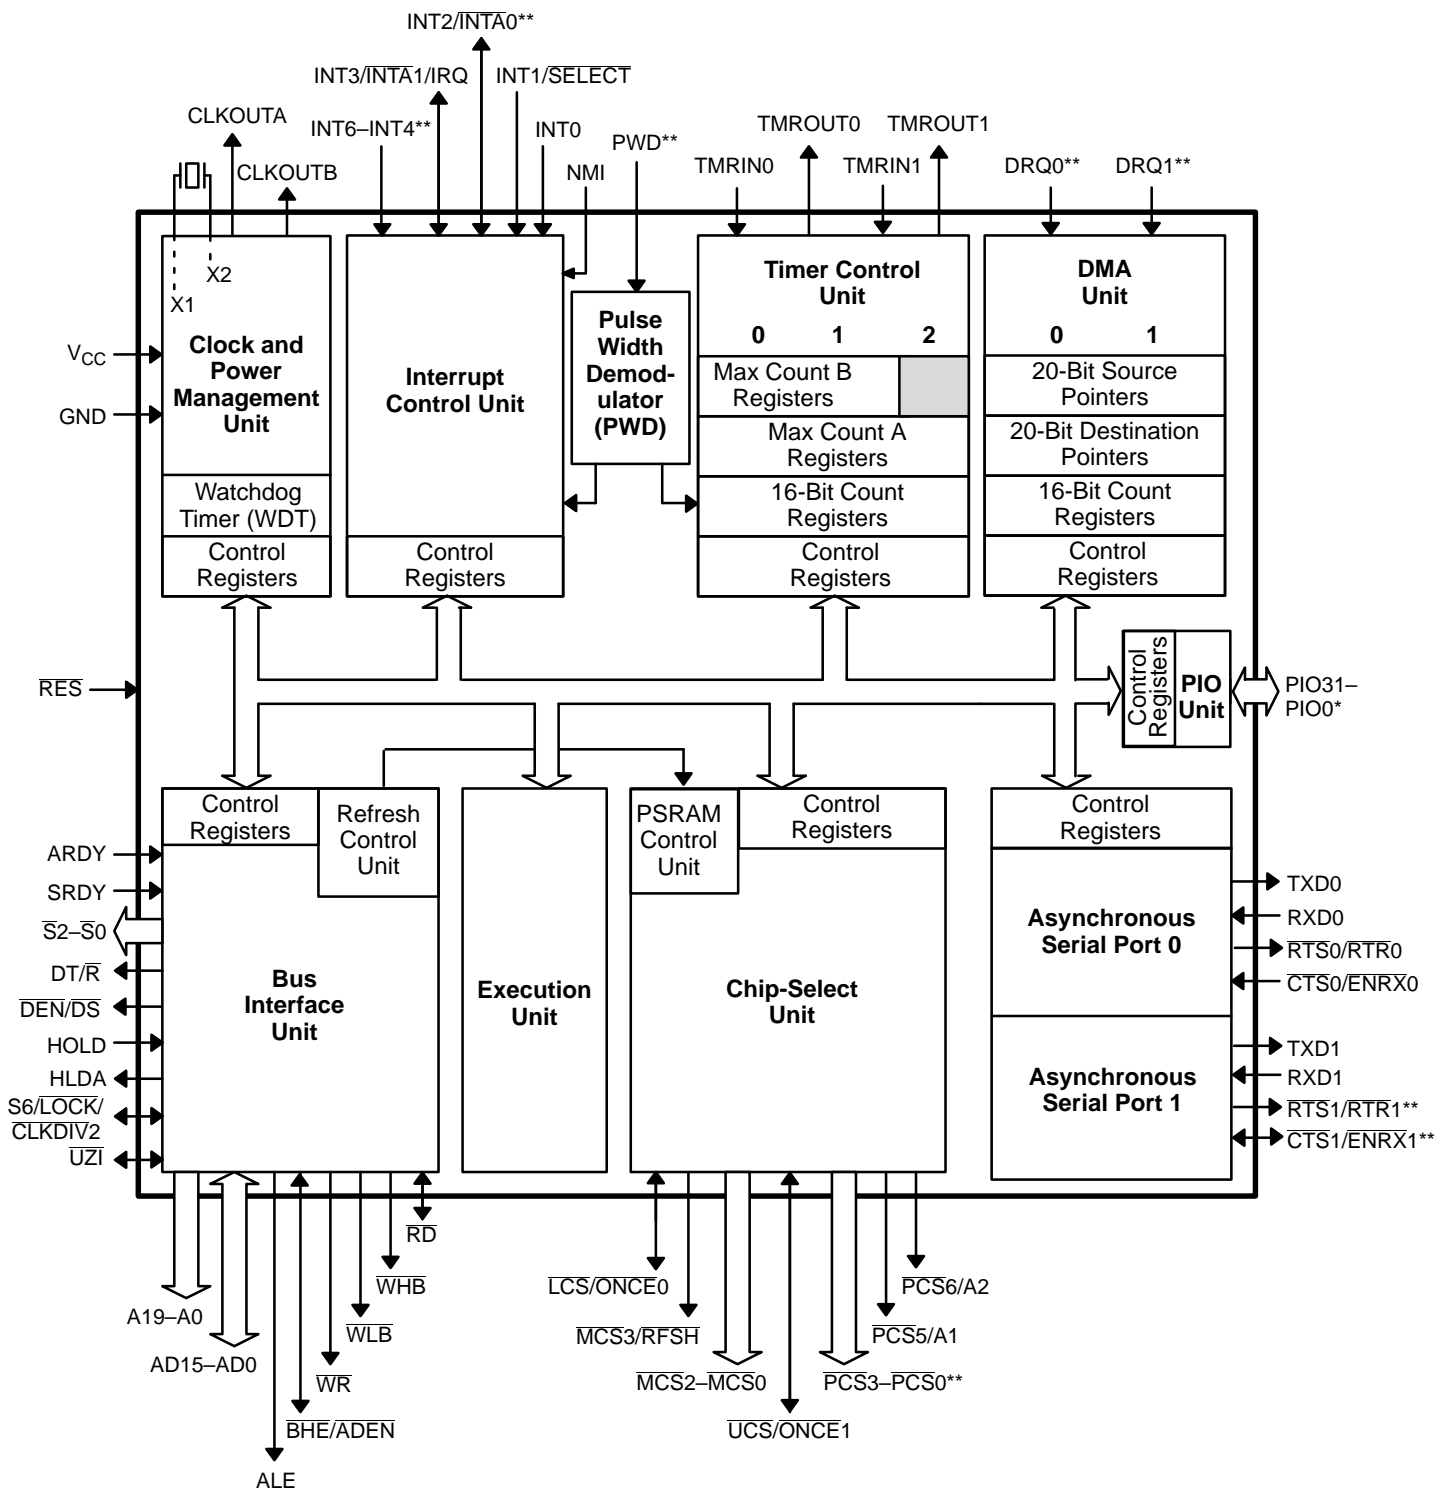 INT2/INTA0**
INT3/INTA1/IRQ
INT1/SELECT
CLKOUTA
INT6–INT4**
INT0
PWD**
TMROUT0
TMROUT1
CLKOUTB
NMI
TMRIN0
TMRIN1
DRQ0**
DRQ1**
X2
X1
VCC
GND
Clock and
Power
Management
Unit
Watchdog
Timer (WDT)
Control
Registers
Interrupt
Control Unit
Control
Registers
Pulse
Width
Demod-
ulator
(PWD)
Timer Control
Unit
0 1 2
Max Count B
Registers
Max Count A
Registers
16-Bit Count
Registers
Control
Registers
DMA
Unit
0 1
20-Bit Source
Pointers
20-Bit Destination
Pointers
16-Bit Count
Registers
Control
Registers
RES
Control
Registers
PIO
Unit
PIO31–
PIO0*
Control
Registers
Refresh
Control
Unit
Bus
Interface
Unit
Execution
Unit
PSRAM
Control
Unit
Control
Registers
Chip-Select
Unit
Control
Registers
Asynchronous
Serial Port 0
Asynchronous
Serial Port 1
ARDY
SRDY
S2–S0
DT/R
DEN/DS
HOLD
HLDA
S6/LOCK/
CLKDIV2
UZI
TXD0
RXD0
RTS0/RTR0
CTS0/ENRX0
TXD1
RXD1
RTS1/RTR1**
CTS1/ENRX1**
RD
WHB
A19–A0
WLB
AD15–AD0
WR
BHE/ADEN
ALE
LCS/ONCE0
PCS6/A2
MCS3/RFSH
PCS5/A1
MCS2–MCS0
PCS3–PCS0**
UCS/ONCE1